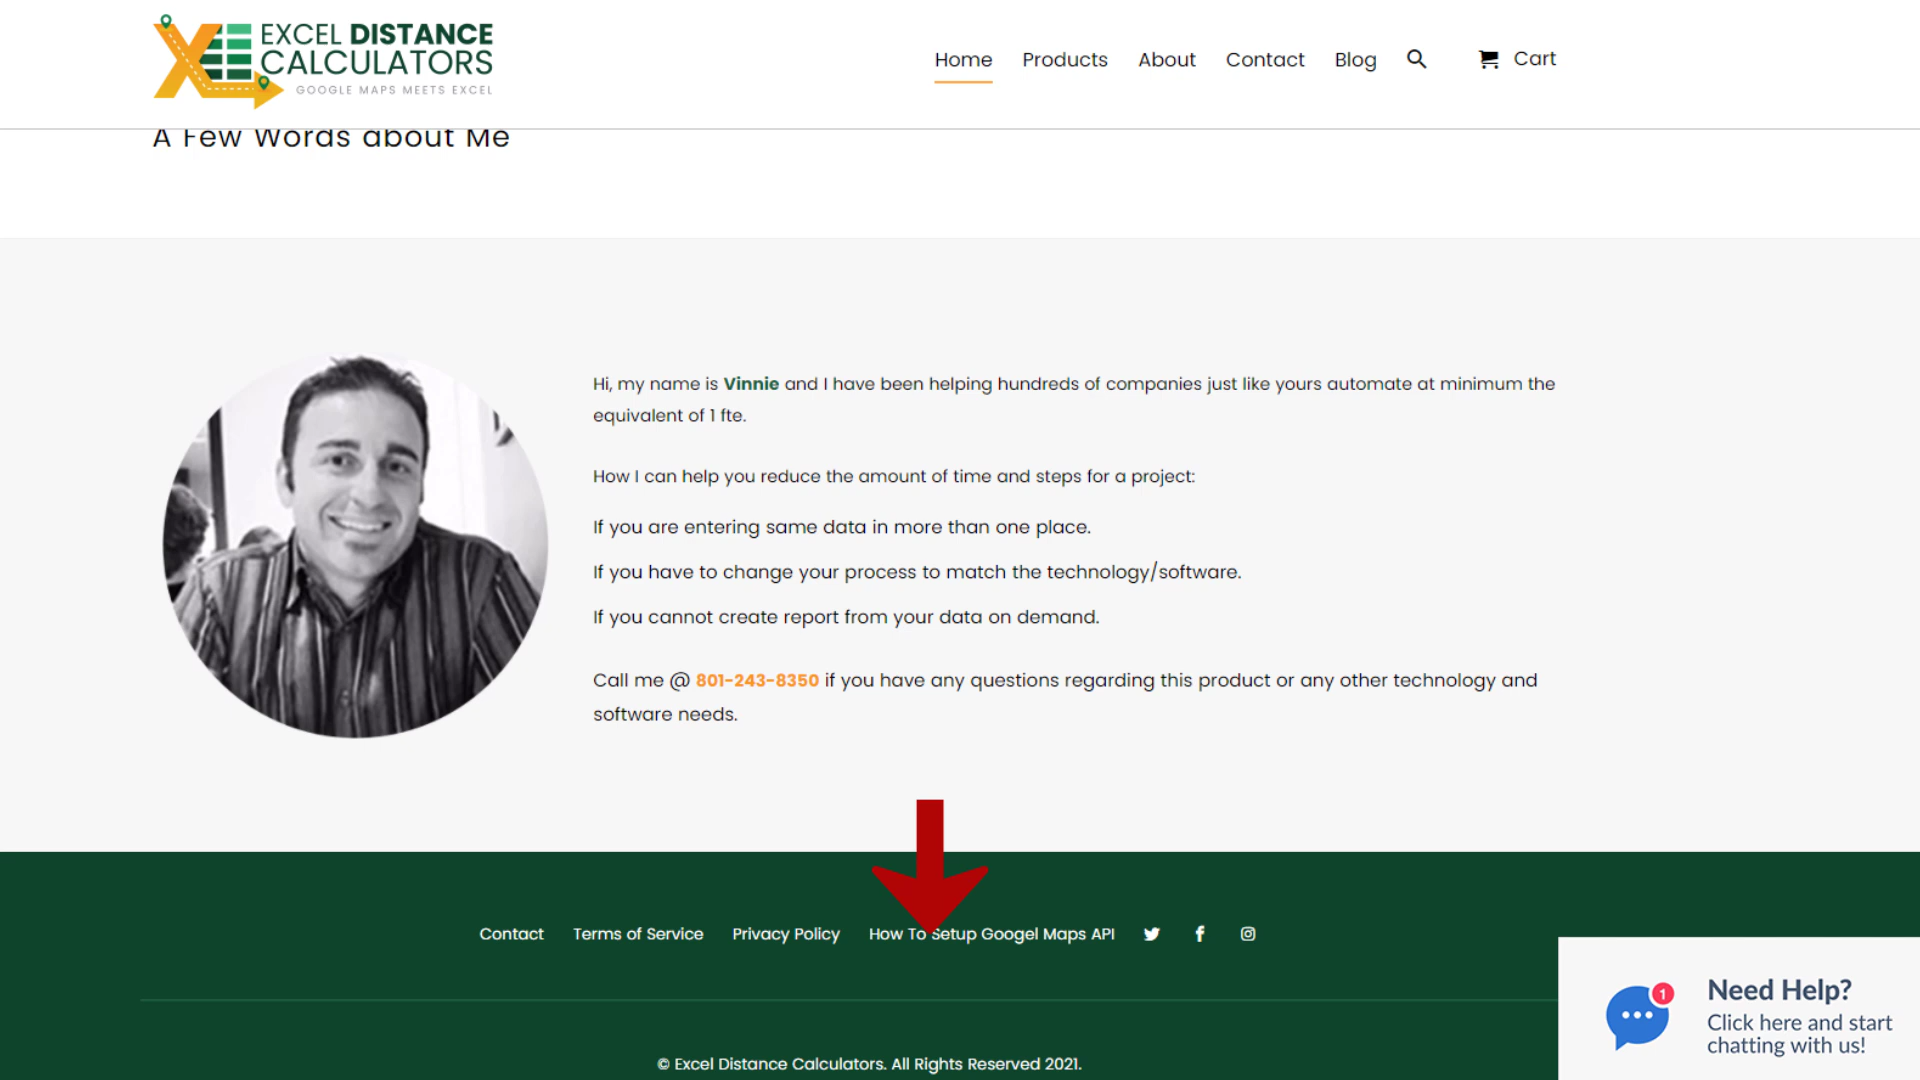 EXCEL DISTANCE
CALCULATORS
GOOGLE MAPS MEETS EXCEL
Home
Products
About
Contact
Blog
Cart
A Few Words about Me
Hi, my name is Vinnie and I have been helping hundreds of companies just like yours automate at minimum the
equivalent of 1 fte.
How I can help you reduce the amount of time and steps for a project:
If you are entering same data in more than one place.
If you have to change your process to match the technology/software.
If you cannot create report from your data on demand.
Call me @ 801-243-8350 if you have any questions regarding this product or any other technology and
software needs.
Contact
Terms of Service
Privacy Policy
How To Setup Googel Maps API
1
Need Help?
Click here and start
chatting with us!
© Excel Distance Calculators. All Rights Reserved 2021.